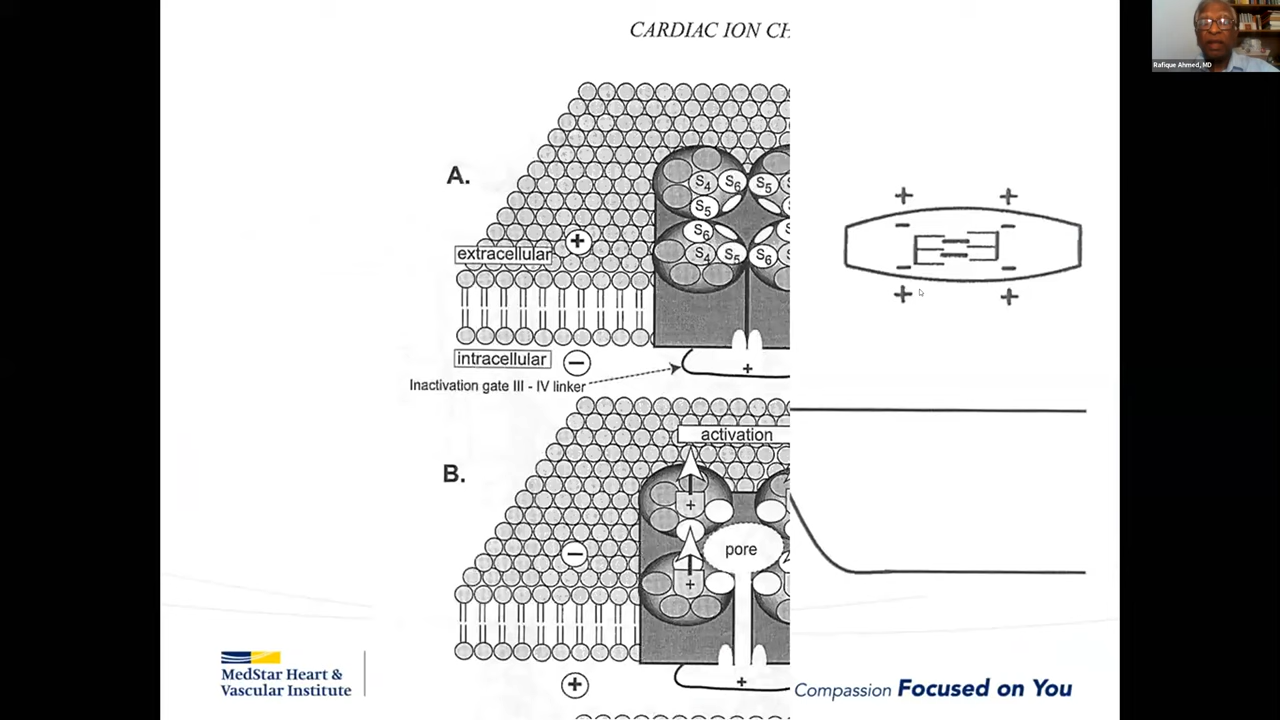 CARDIAC ION CH
Rafique Ahmed, MD
A.
S4 S6 S5
S5
S6
S4 S5 S6
+
extracellular
intracellular
−
Inactivation gate III - IV linker
+
+ +
− −
− −
+ +
activation
B.
+
−
pore
+
+
+
MedStar Heart &
Vascular Institute
Compassion Focused on You